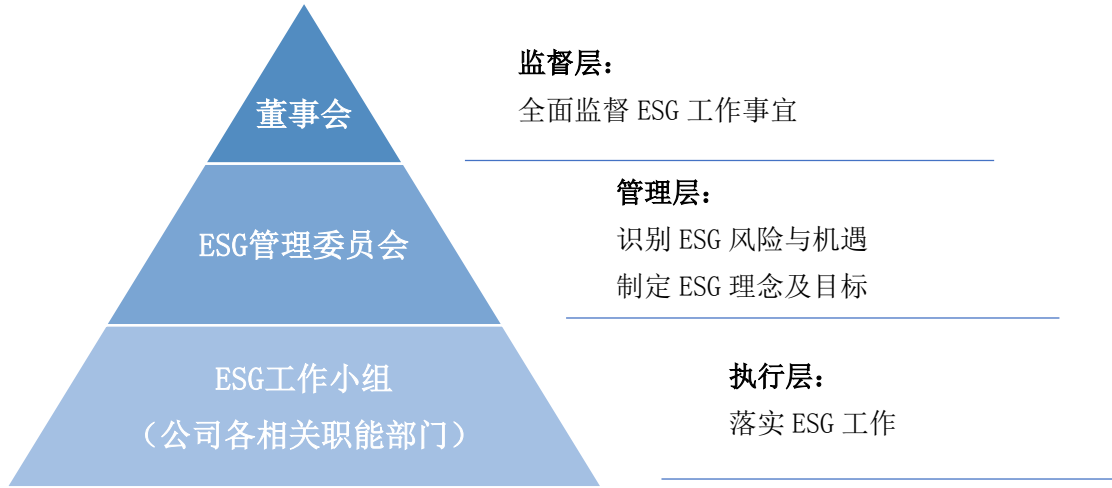 董事会
监督层：
全面监督 ESG 工作事宜
ESG管理委员会
管理层：
识别 ESG 风险与机遇
制定 ESG 理念及目标
ESG工作小组
（公司各相关职能部门）
执行层：
落实 ESG 工作